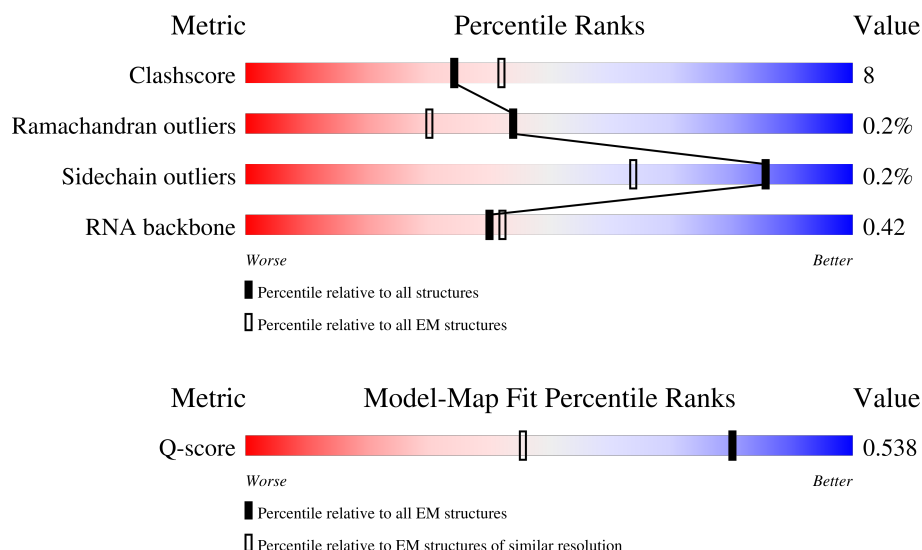 Metric Percentile Ranks Value
Clashscore 8
Ramachandran outliers 0.2%
Sidechain outliers 0.2%
RNA backbone 0.42
Worse Better
Percentile relative to all structures
Percentile relative to all EM structures
Metric Model-Map Fit Percentile Ranks Value
Q-score 0.538
Worse Better
Percentile relative to all EM structures
Percentile relative to EM structures of similar resolution